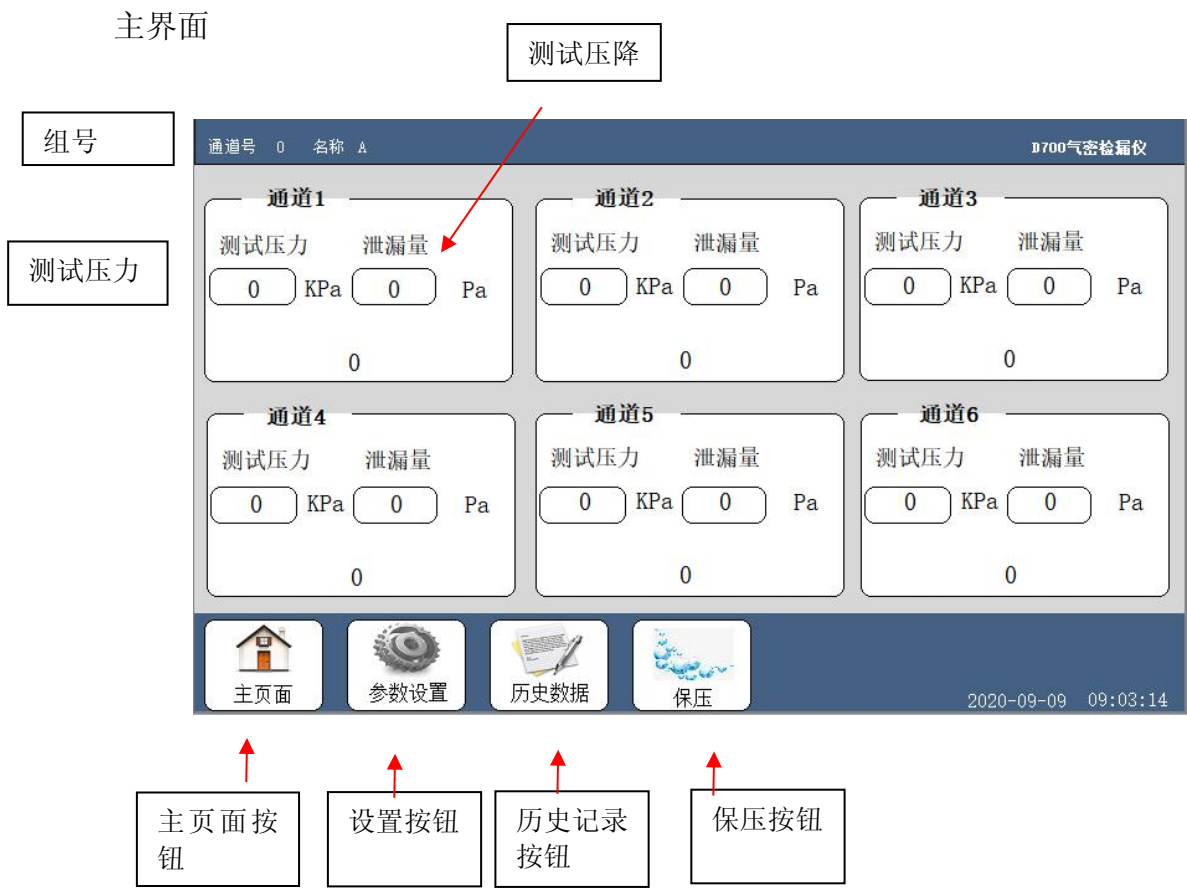 主界面
测试压降
组号
通道号 0 名称 A
D700气密检漏仪
通道1
通道2
通道3
测试压力 泄漏量
测试压力 泄漏量
测试压力 泄漏量
测试压力
0 KPa 0 Pa
0 KPa 0 Pa
0 KPa 0 Pa
0
0
0
通道4
通道5
通道6
测试压力 泄漏量
测试压力 泄漏量
测试压力 泄漏量
0 KPa 0 Pa
0 KPa 0 Pa
0 KPa 0 Pa
0
0
0
主页面
参数设置
历史数据
保压
2020-09-09 09:03:14
主页面按
钮
设置按钮
历史记录
按钮
保压按钮